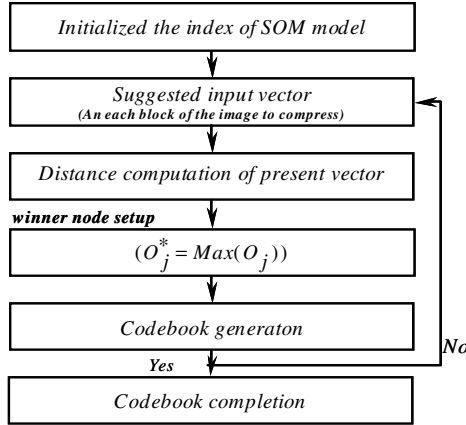 Initialized the index of SOM model
Suggested input vector
(An each block of the image to compress)
Distance computation of present vector
winner node setup
(O*j = Max(Oj))
Codebook generaton
Yes
No
Codebook completion